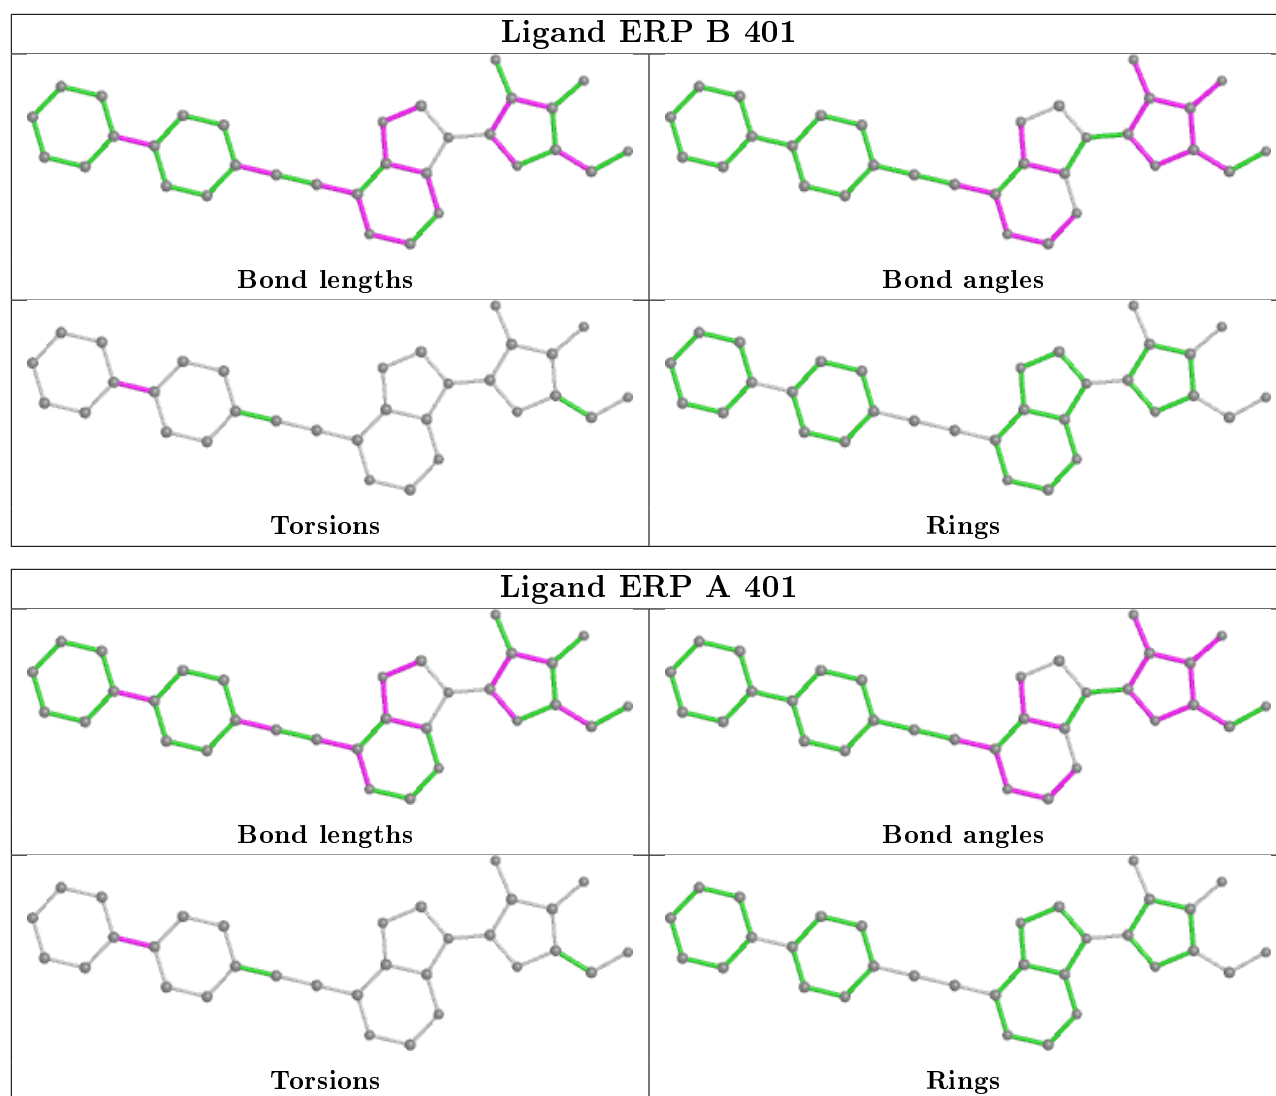 Ligand ERP B 401
Bond lengths
Bond angles
Torsions
Rings
Ligand ERP A 401
Bond lengths
Bond angles
Torsions
Rings